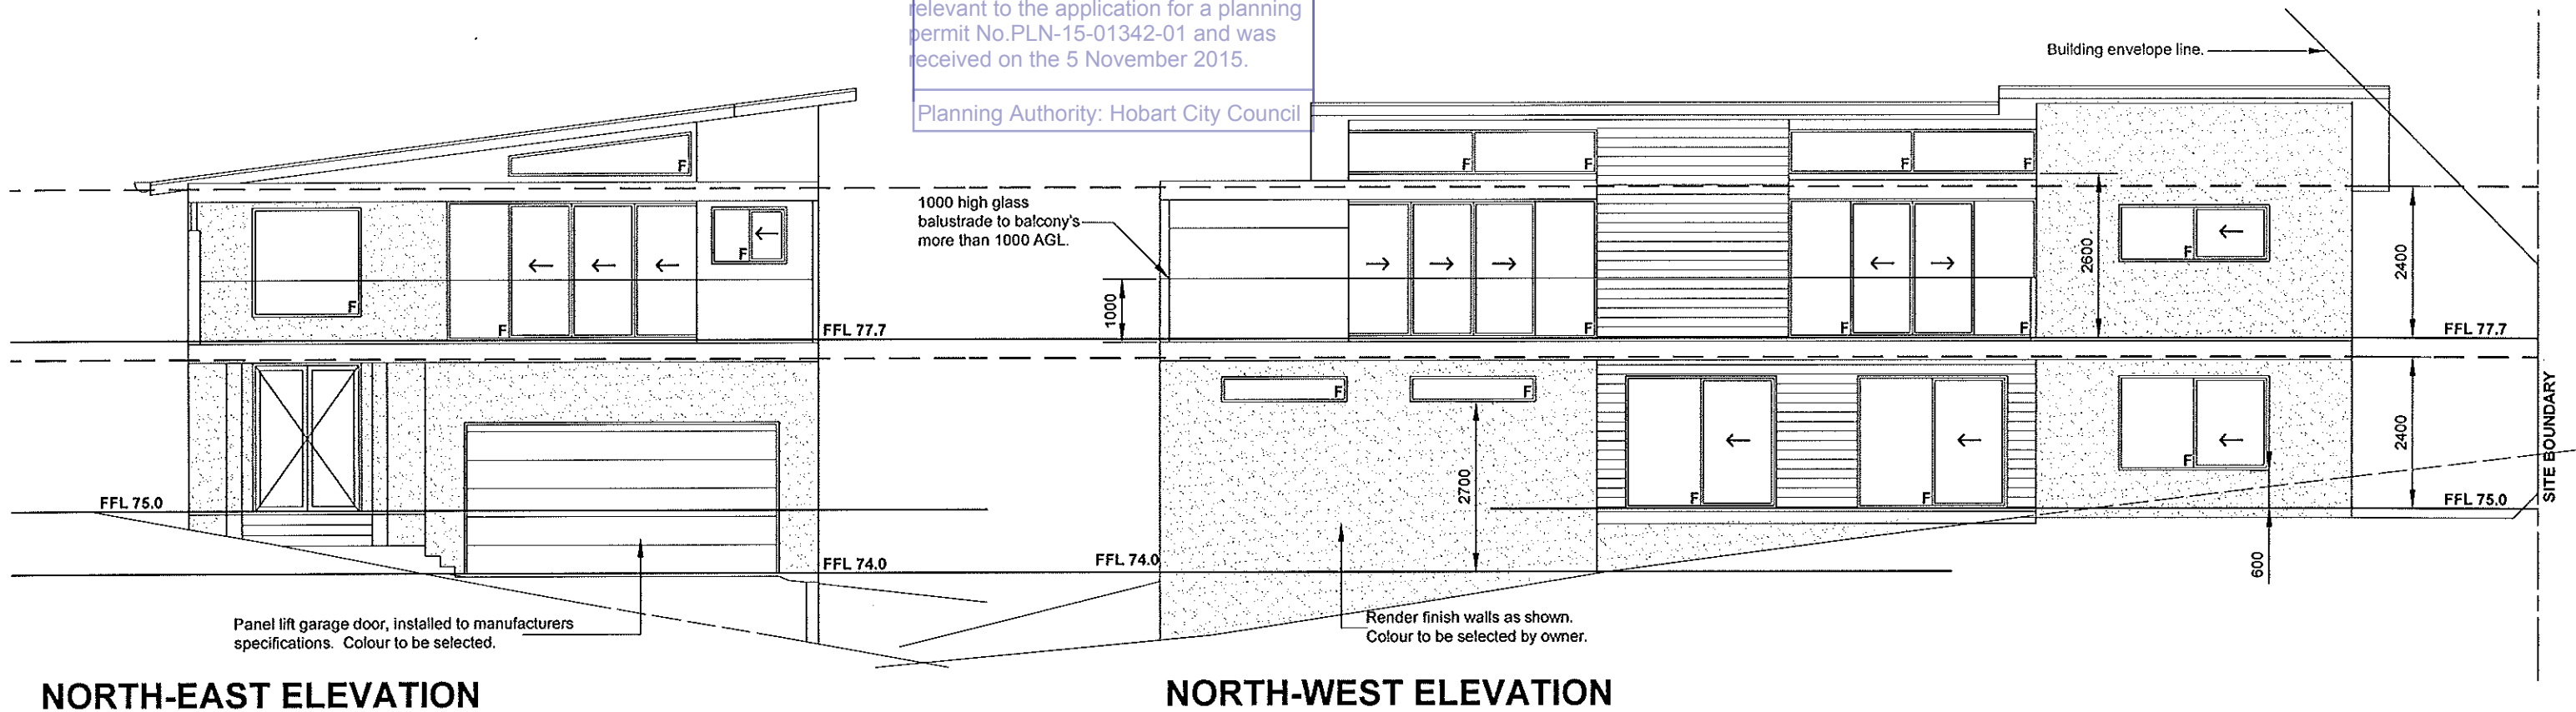 relevant to the application for a planning
permit No.PLN-15-01342-01 and was
received on the 5 November 2015.
Planning Authority: Hobart City Council
Building envelope line.
F
F
F
F
F
1000 high glass
balustrade to balcony's
more than 1000 AGL.
F
F
F
F
F
F
F
1000
2600
2400
FFL 77.7
FFL 77.7
F
F
F
F
F
2700
2400
600
SITE BOUNDARY
FFL 75.0
FFL 75.0
FFL 74.0
FFL 74.0
Panel lift garage door, installed to manufacturers
specifications. Colour to be selected.
Render finish walls as shown.
Colour to be selected by owner.
NORTH-EAST ELEVATION
NORTH-WEST ELEVATION